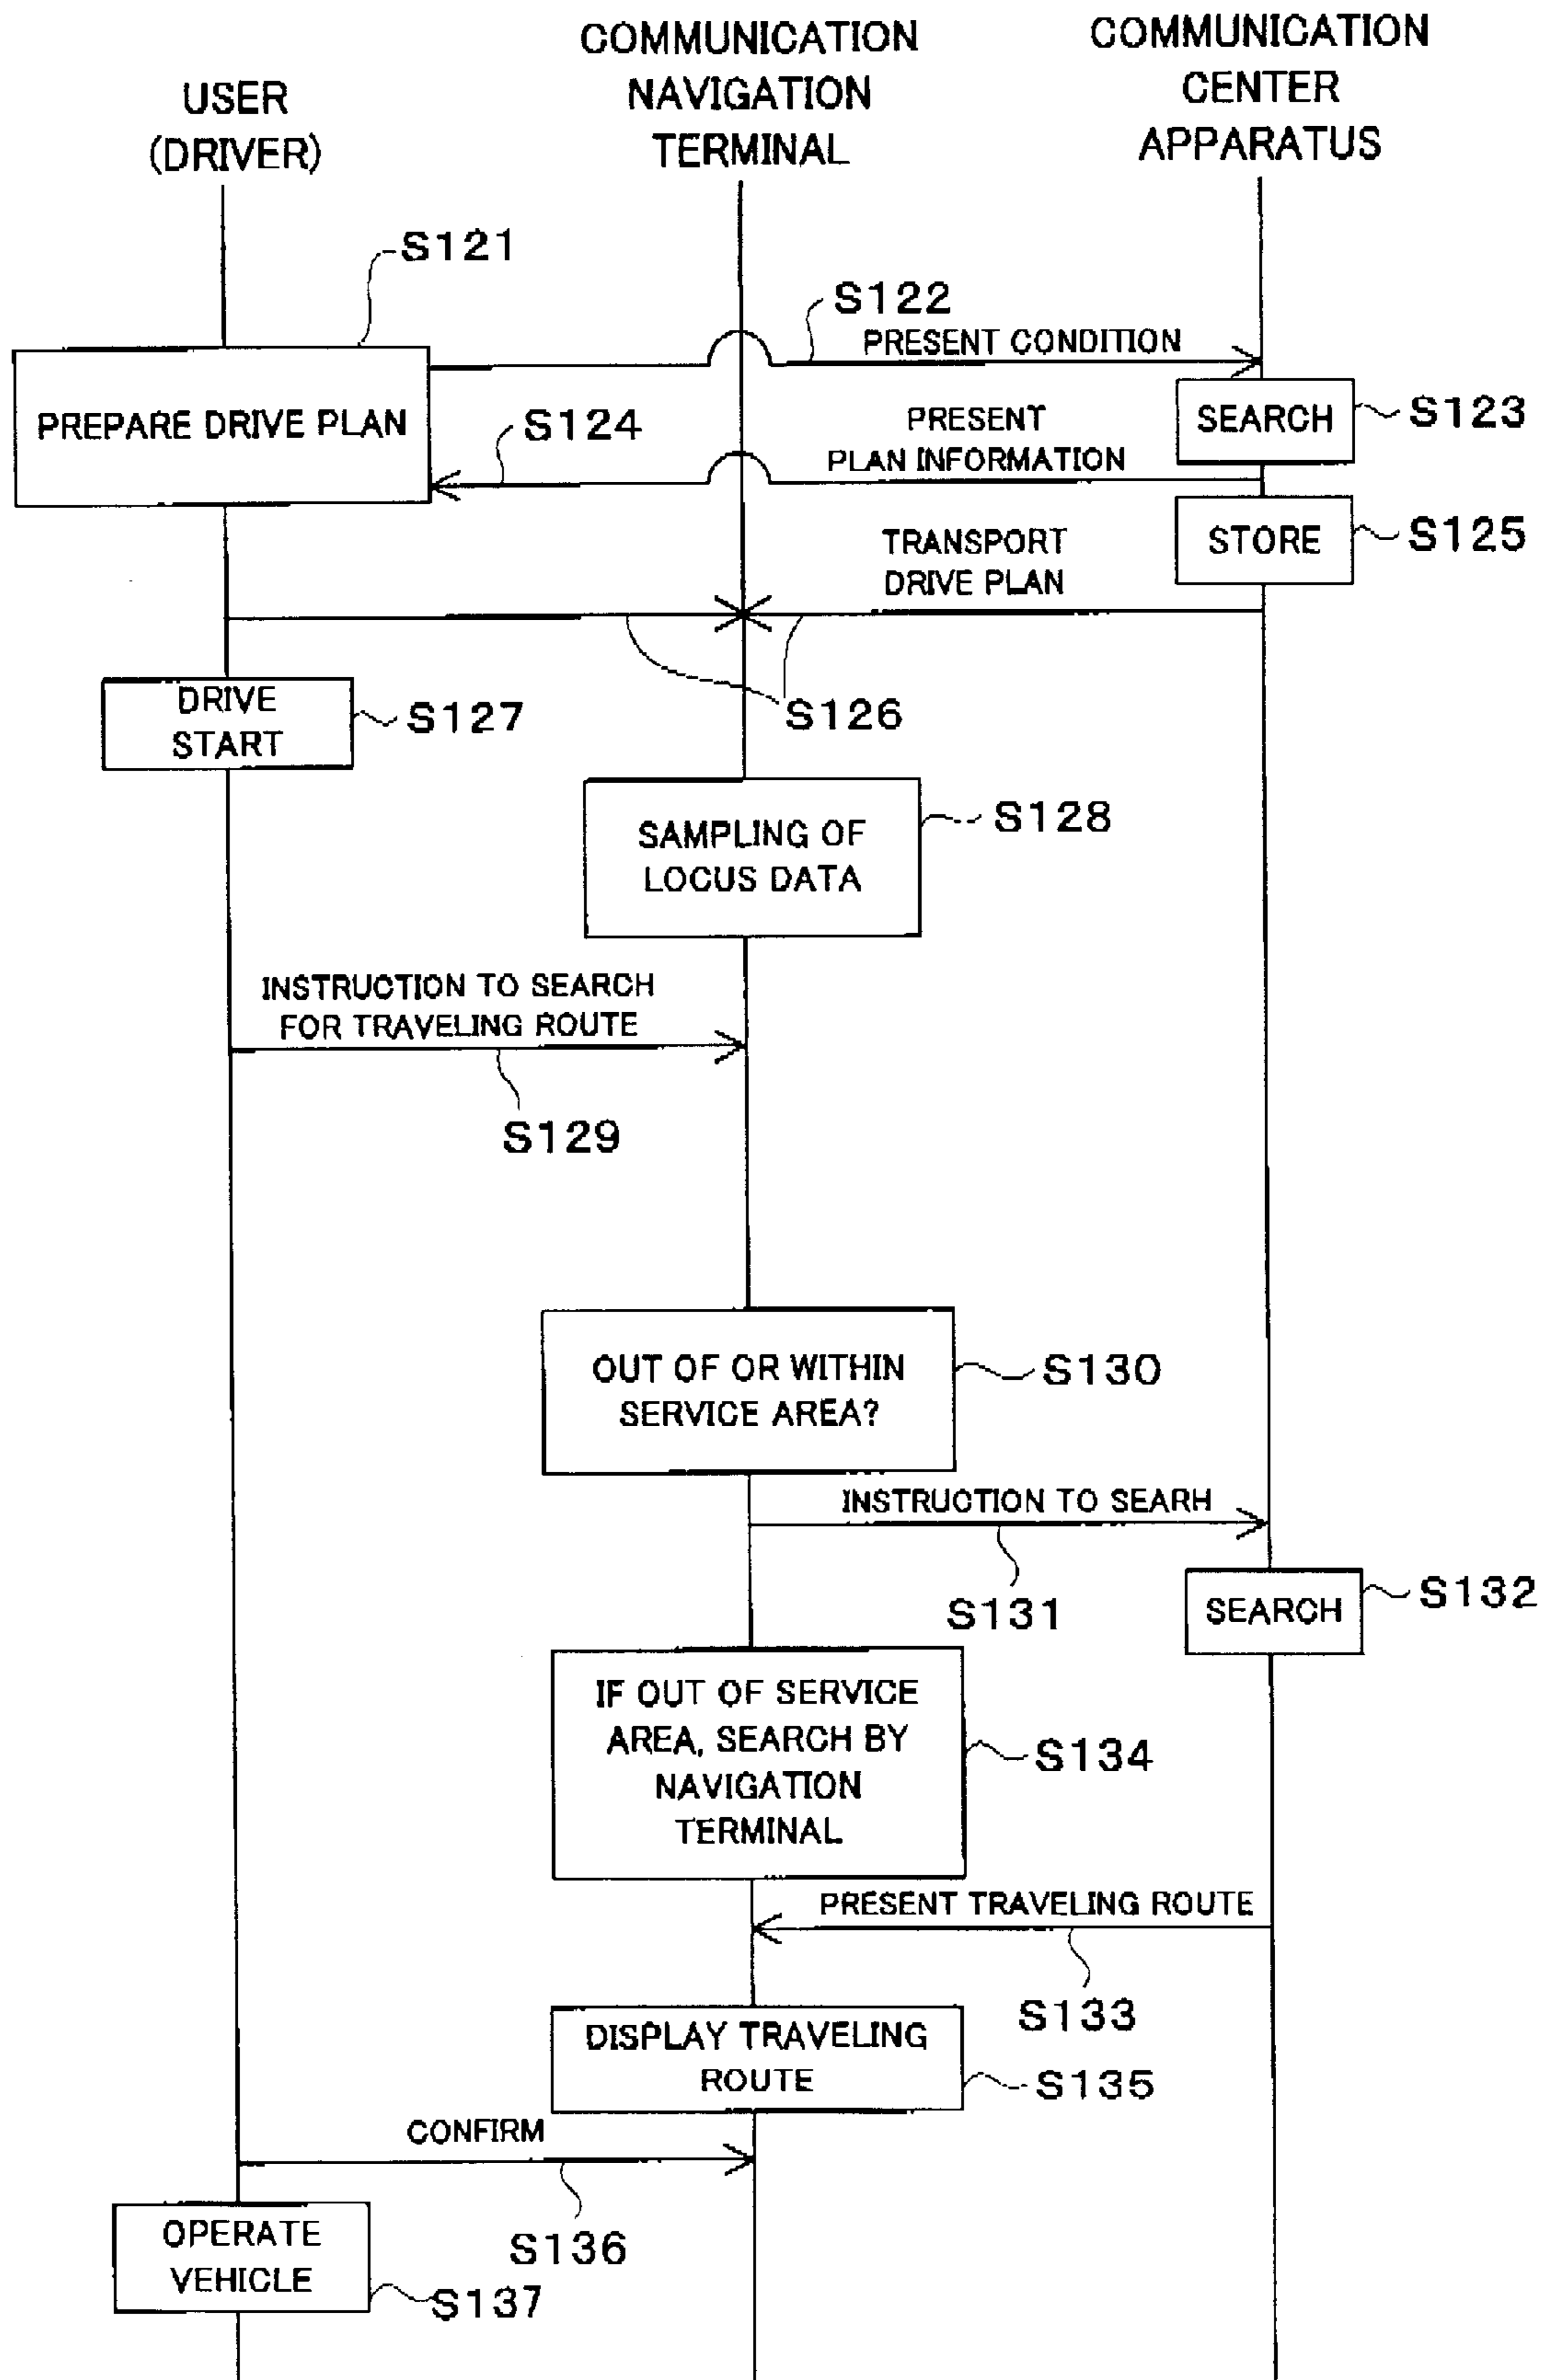 USER
(DRIVER)
COMMUNICATION
NAVIGATION
TERMINAL
COMMUNICATION
CENTER
APPARATUS
S121
S122
PRESENT CONDITION
PREPARE DRIVE PLAN
SEARCH
S123
S124
PRESENT
PLAN INFORMATION
STORE
S125
TRANSPORT
DRIVE PLAN
S126
DRIVE
START
S127
SAMPLING OF
LOCUS DATA
S128
INSTRUCTION TO SEARCH
FOR TRAVELING ROUTE
S129
OUT OF OR WITHIN
SERVICE AREA?
S130
INSTRUCTION TO SEARH
S131
SEARCH
S132
IF OUT OF SERVICE
AREA, SEARCH BY
NAVIGATION
TERMINAL
S134
PRESENT TRAVELING ROUTE
S133
DISPLAY TRAVELING
ROUTE
S135
CONFIRM
S136
OPERATE
VEHICLE
S137